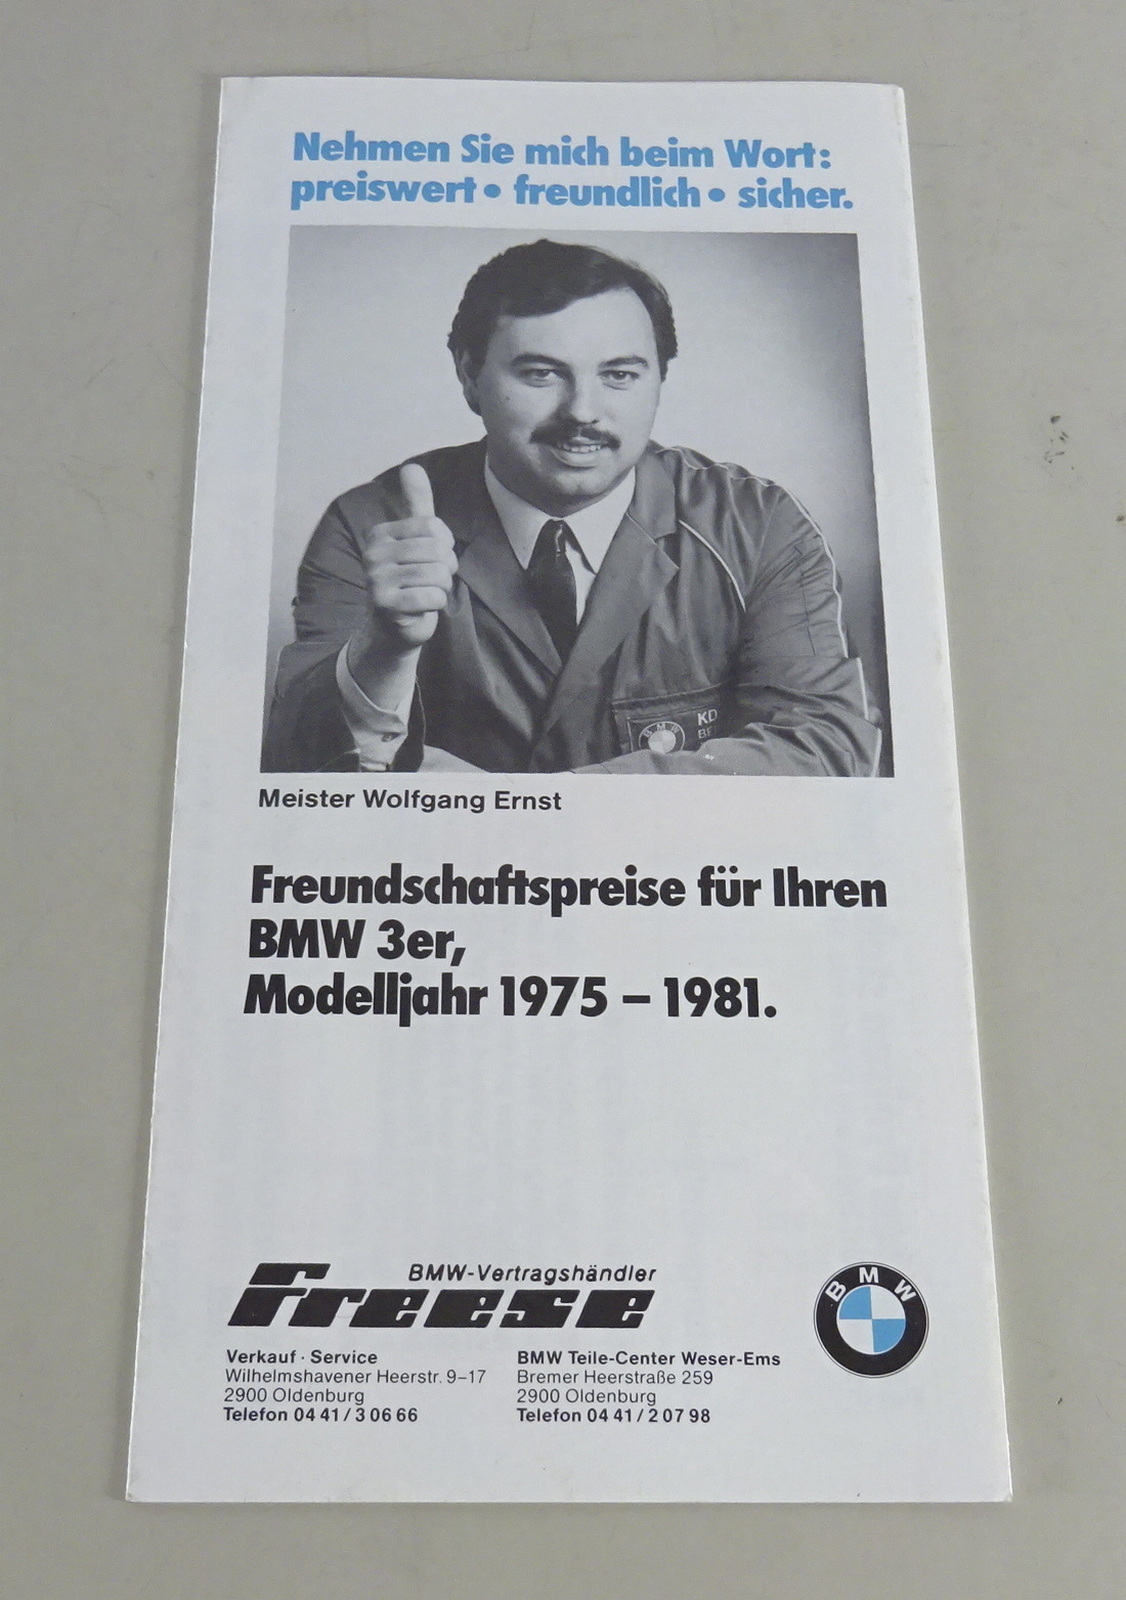 Nehmen Sie mich beim Wort:
preiswert • freundlich • sicher.
BMW
KD
Meister Wolfgang Ernst
Freundschaftspreise für Ihren
BMW 3er,
Modelljahr 1975 – 1981.
BMW-Vertragshändler
Freese
BMW
Verkauf · Service
Wilhelmshavener Heerstr. 9–17
2900 Oldenburg
Telefon 04 41 / 3 06 66
BMW Teile-Center Weser-Ems
Bremer Heerstraße 259
2900 Oldenburg
Telefon 04 41 / 2 07 98